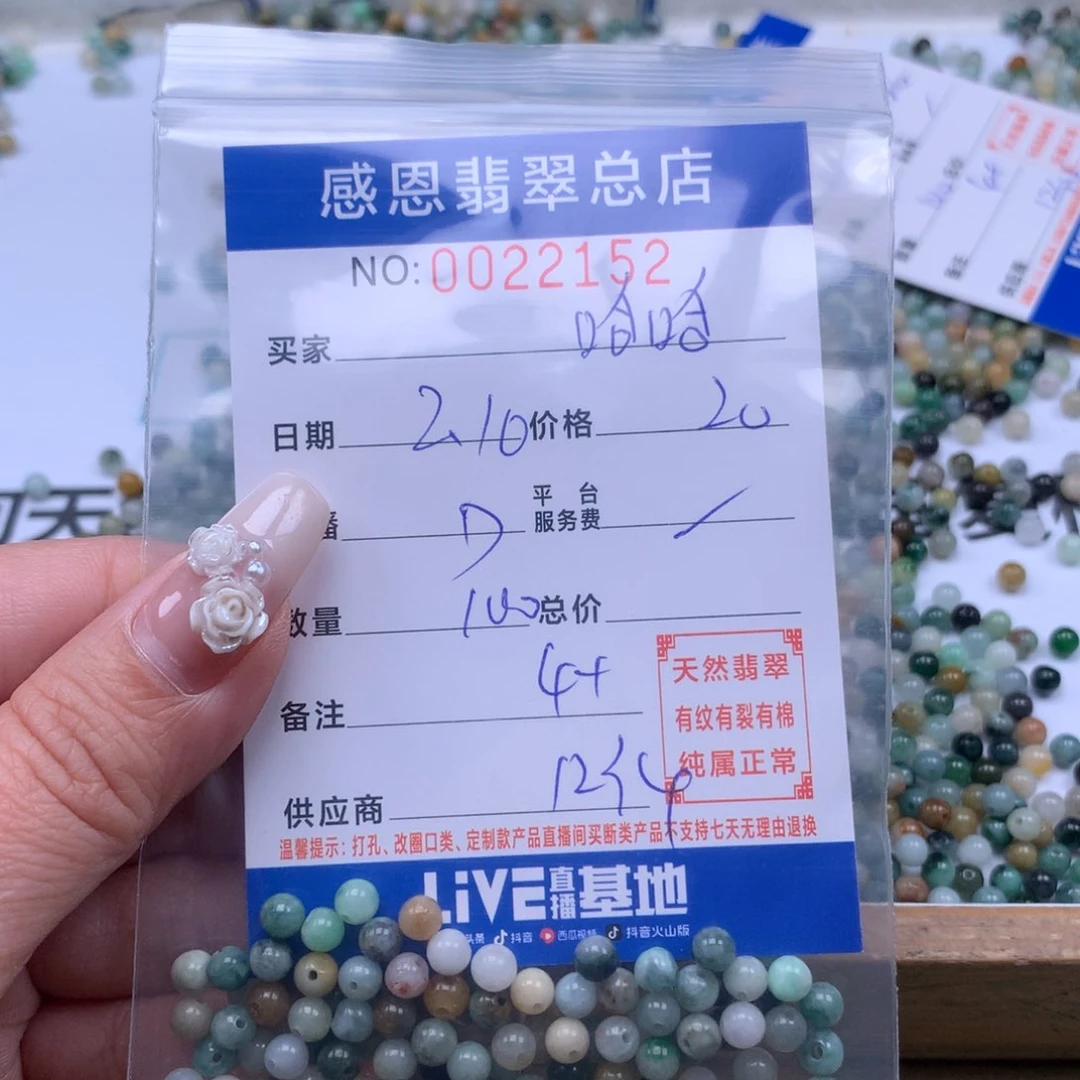 感恩翡翠总店
NO:0022152
买家 哈哈
日期 2.10 价格 20
播 D 平台服务费 /
数量 100 总价
备注 4+
天然翡翠
有纹有裂有棉
纯属正常
供应商
温馨提示：打孔、改圈口类、定制款产品直播间买断类产品不支持七天无理由退换
LiVE直播基地
头条 抖音 西瓜视频 抖音火山版